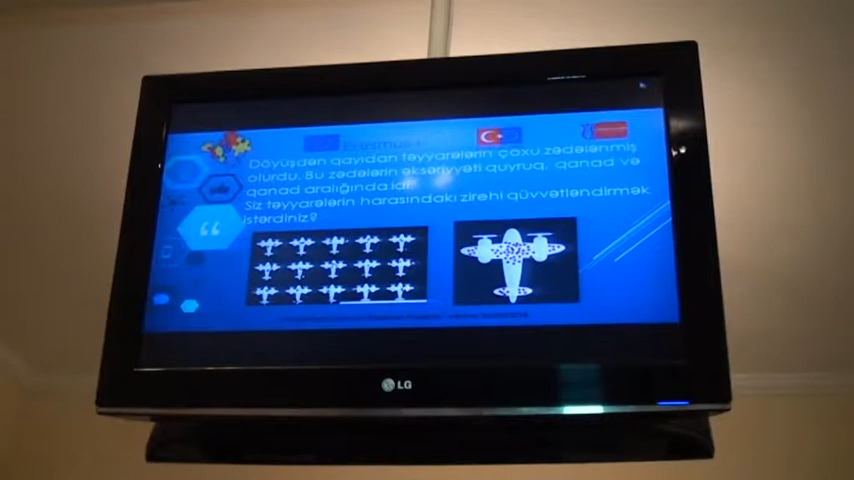 Erasmus+
Döyüşdən qayıdan təyyarələrin çoxu zədələnmiş
olurdu. Bu zədələrin əksəriyyəti quyruq, qanad və
qanad aralığında idi.
Siz təyyarələrin harasındakı zirehi qüvvətləndirmək
istərdiniz?
LG